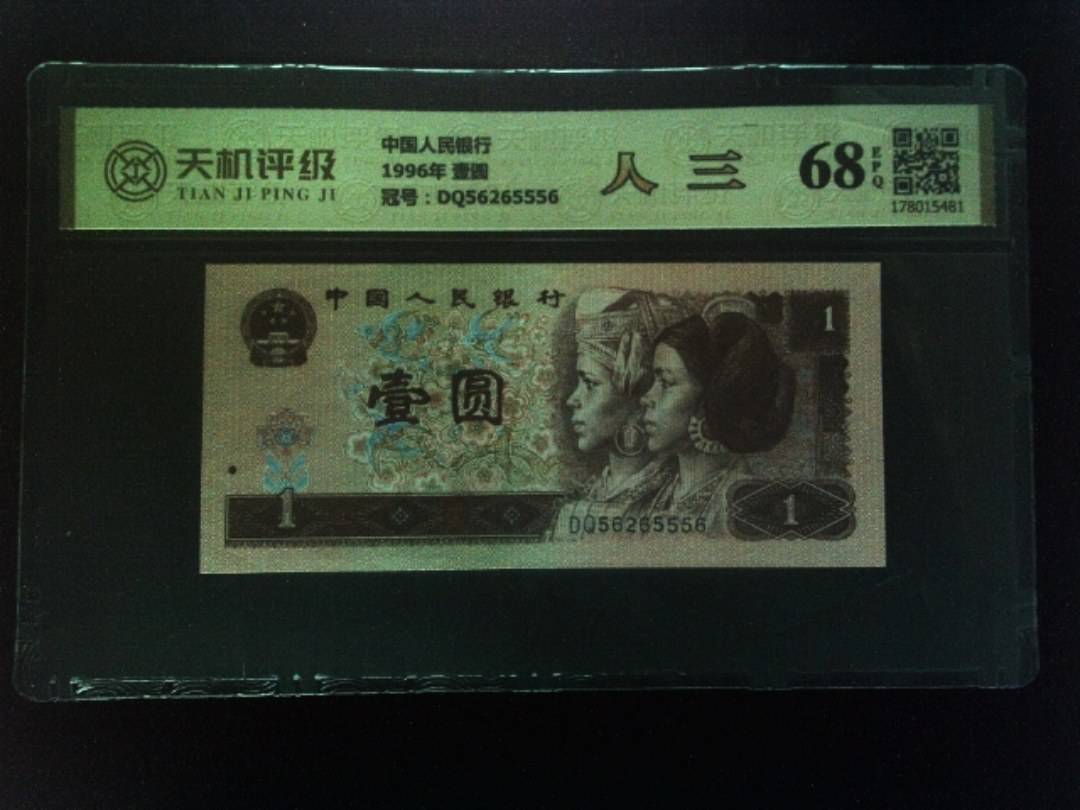 天机评级
TIAN JI PING JI
中国人民银行
1996年 壹圆
冠号：DQ56265556
人 三
68
EPQ
178015481
中国人民银行
1
壹圆
1
DQ56265556
1